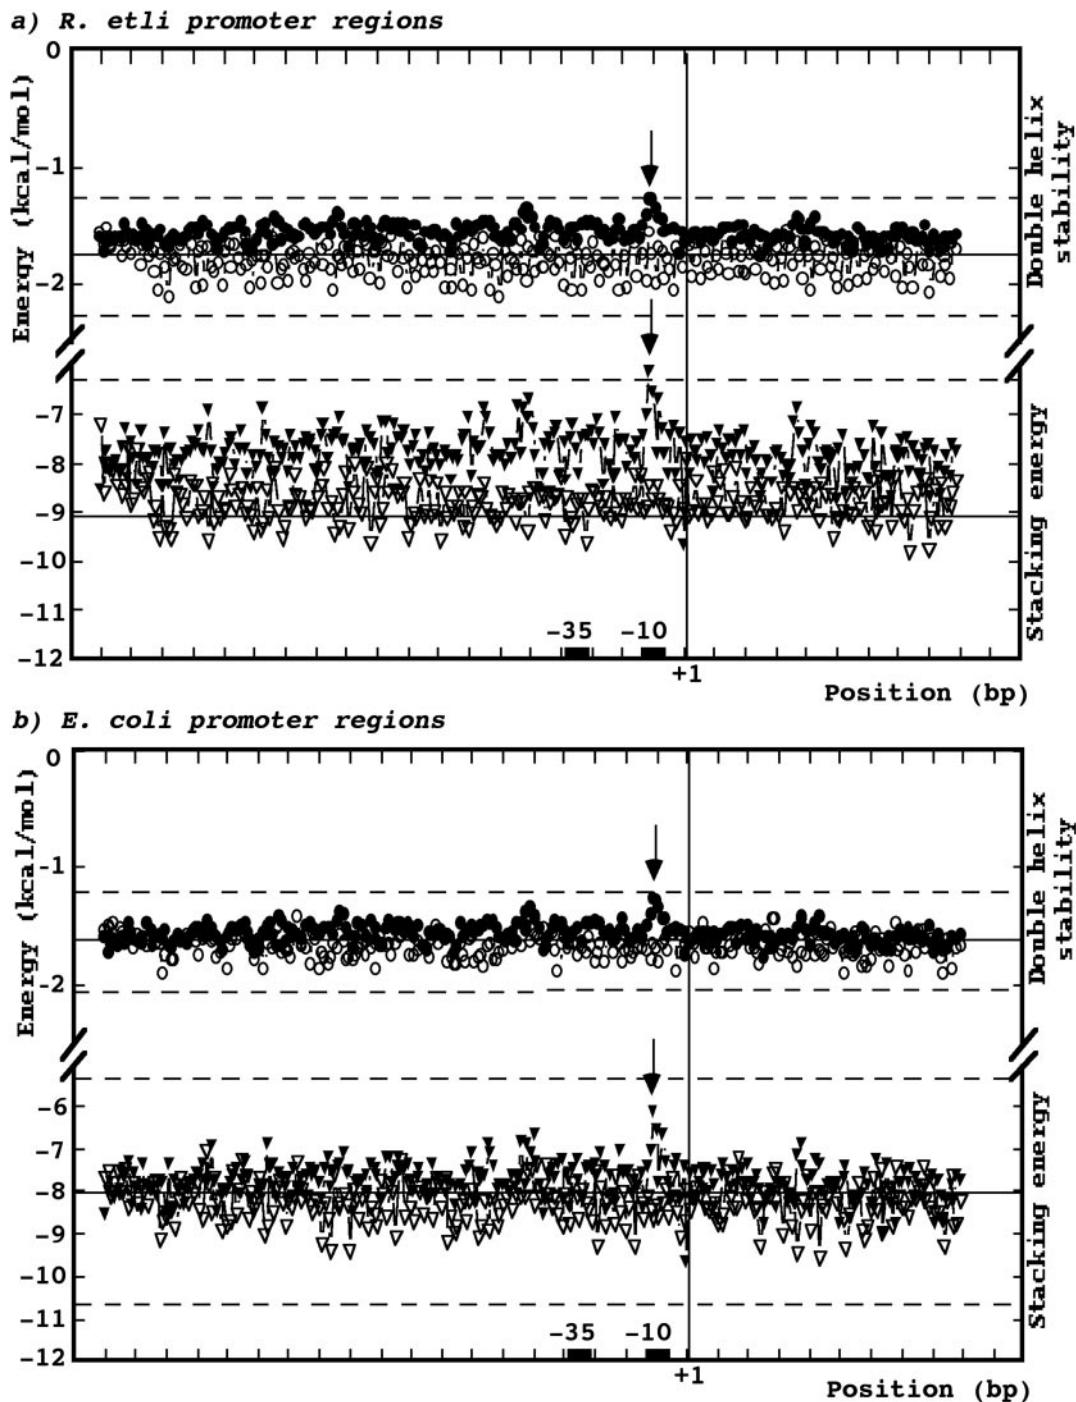 a) R. etli promoter regions
0
-1
-2
-7
-8
-9
-10
-11
-12
Energy (kcal/mol)
Double helix
stability
Stacking energy
-35 -10
+1
Position (bp)
b) E. coli promoter regions
0
-1
-2
-6
-7
-8
-9
-10
-11
-12
Energy (kcal/mol)
Double helix
stability
Stacking energy
-35 -10
+1
Position (bp)